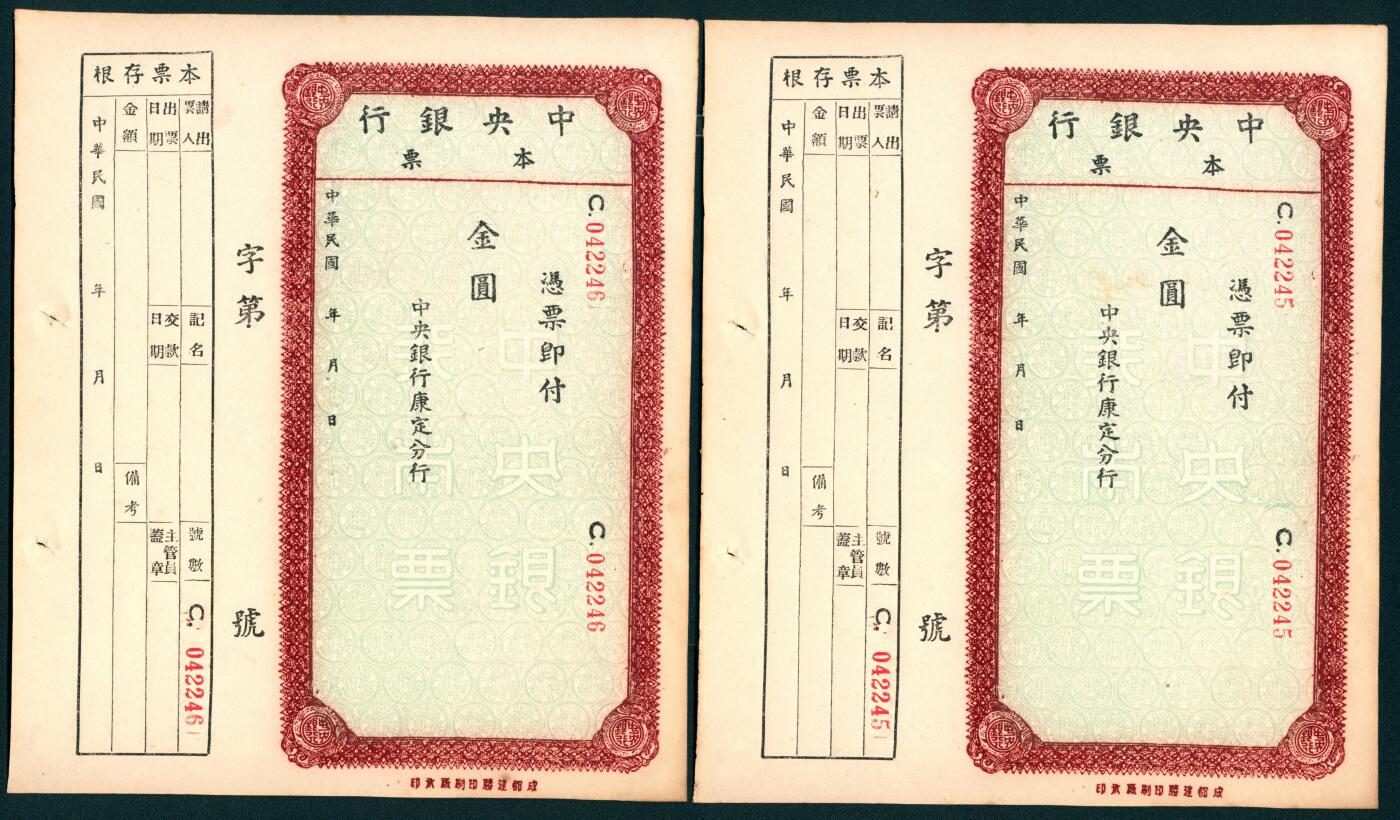 中央銀行
本票
C.042246
憑票即付
金圓
中央銀行康定分行
中華民國 年 月 日
C.042246
中央銀
票
字第 號
本票存根
請出票人
記名
號數
C. 042246
出票日期
交款日期
主管員蓋章
金額
備考
中華民國 年 月 日
成都建勝印刷廠承印
中央銀行
本票
C.042245
憑票即付
金圓
中央銀行康定分行
中華民國 年 月 日
C.042245
中央銀
票
字第 號
本票存根
請出票人
記名
號數
C. 042245
出票日期
交款日期
主管員蓋章
金額
備考
中華民國 年 月 日
成都建勝印刷廠承印